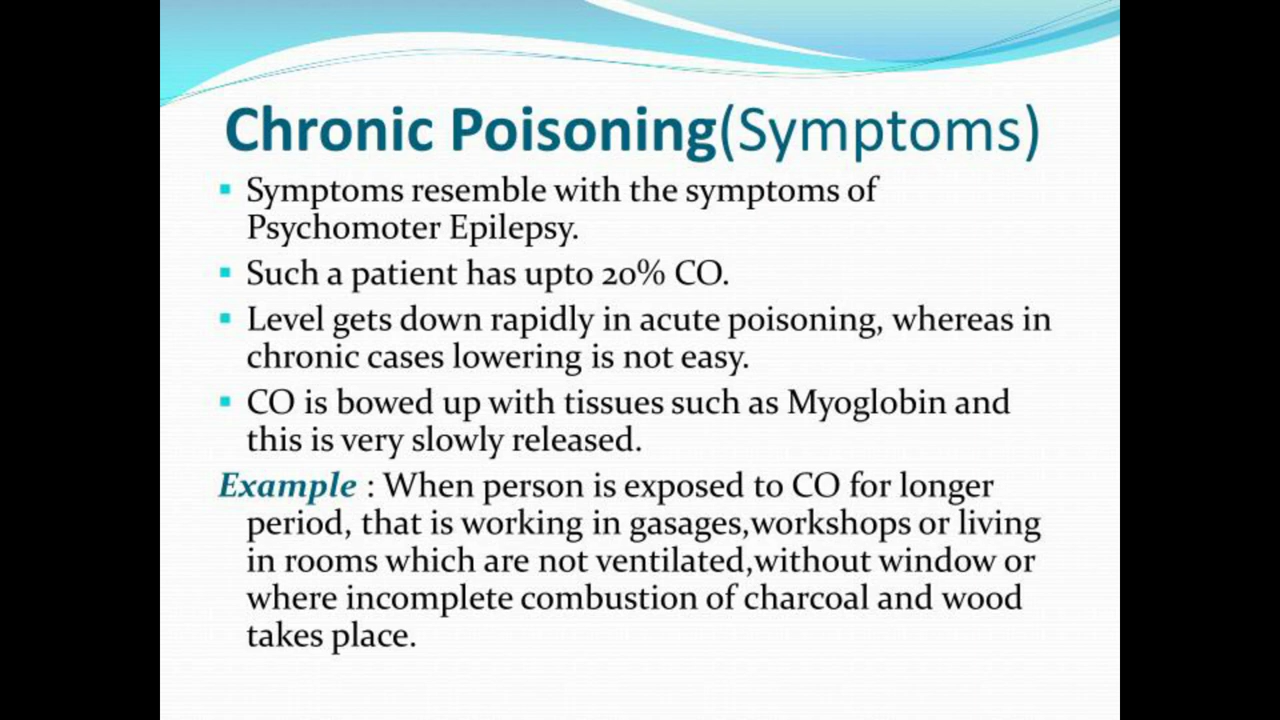 Chronic Poisoning(Symptoms)
Symptoms resemble with the symptoms of
Psychomoter Epilepsy.
Such a patient has upto 20% CO.
Level gets down rapidly in acute poisoning, whereas in
chronic cases lowering is not easy.
CO is bowed up with tissues such as Myoglobin and
this is very slowly released.
Example : When person is exposed to CO for longer
period, that is working in gasages,workshops or living
in rooms which are not ventilated,without window or
where incomplete combustion of charcoal and wood
takes place.